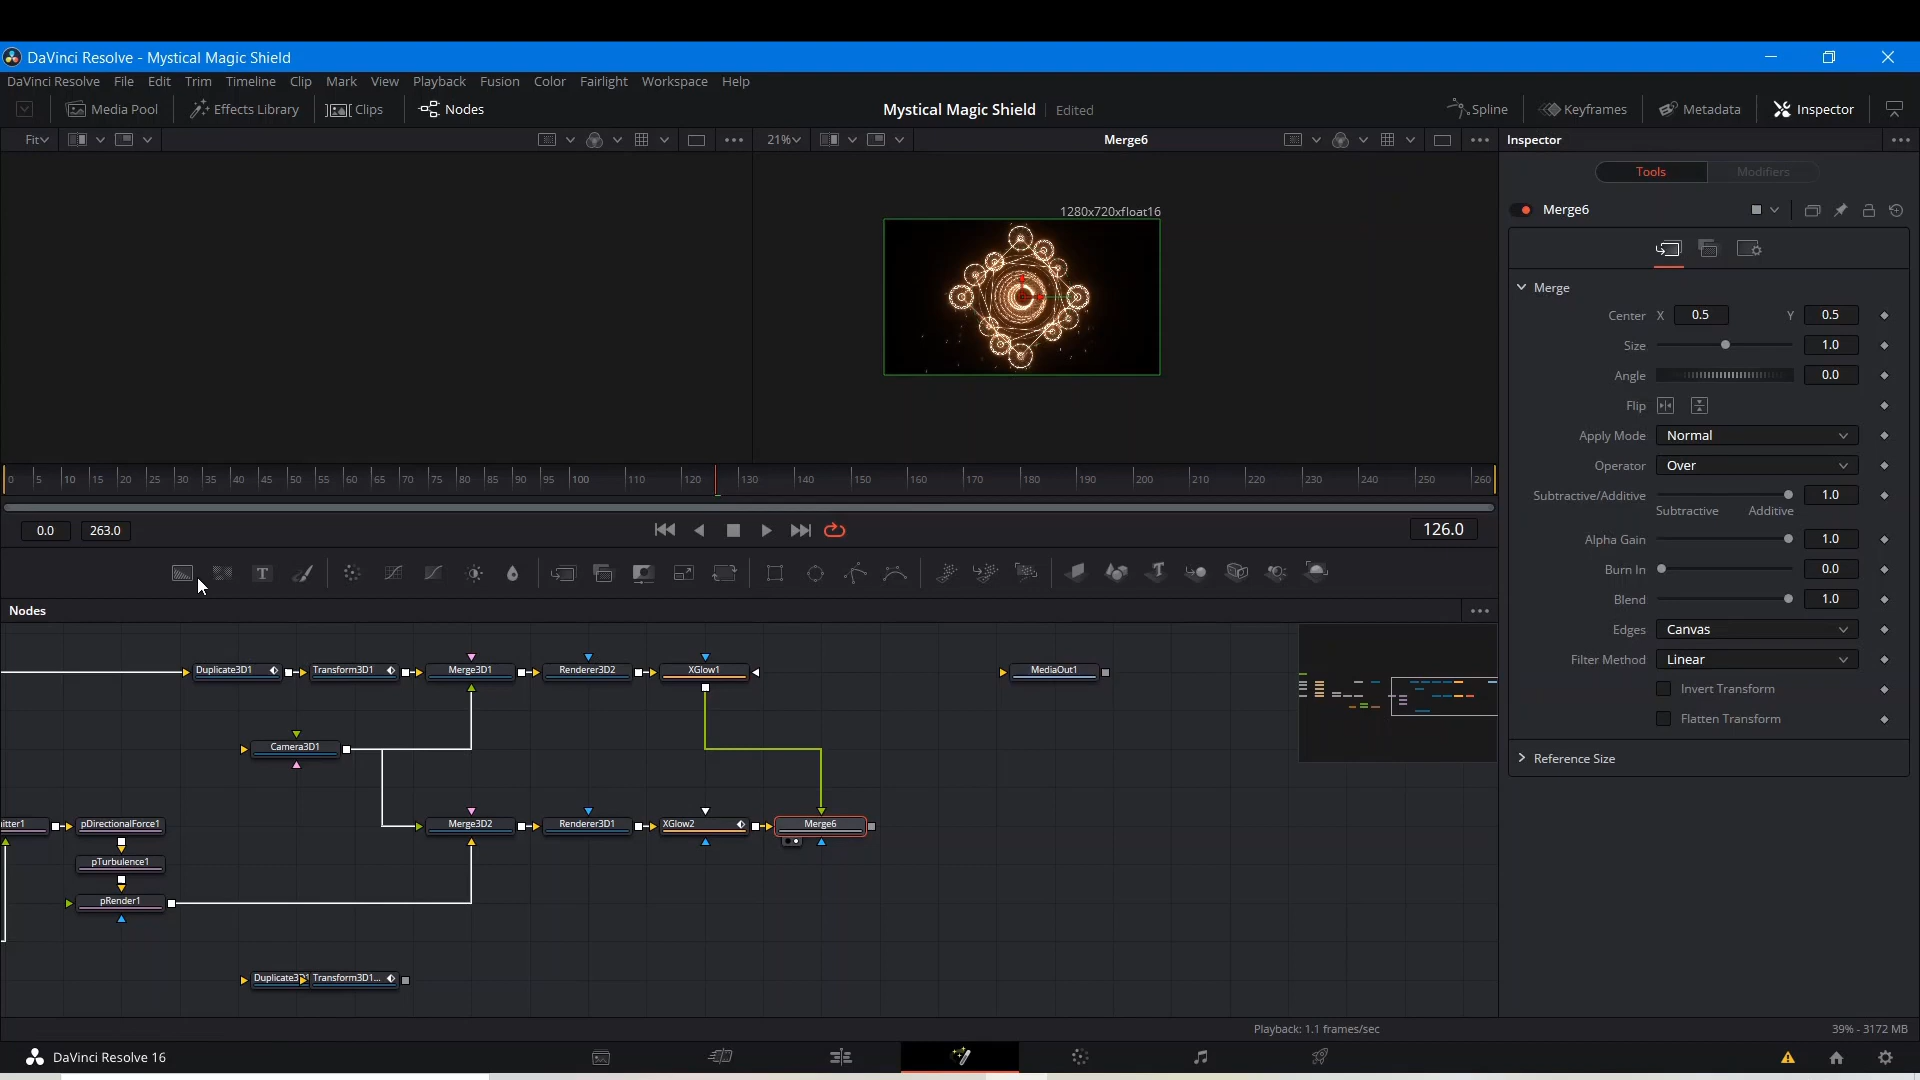 DaVinci Resolve - Mystical Magic Shield
DaVinci Resolve File Edit Trim Timeline Clip Mark View Playback Fusion Color Fairlight Workspace Help
Media Pool Effects Library Clips Nodes Mystical Magic Shield Edited Spline Keyframes Metadata Inspector
Fit 21% Merge6 Inspector
Tools Modifiers
Merge6
1280x720xfloat16
Merge
Center X 0.5 Y 0.5
Size 1.0
Angle 0.0
Flip
Apply Mode Normal
Operator Over
Subtractive/Additive 1.0
Subtractive Additive
Alpha Gain 1.0
Burn In 0.0
Blend 1.0
Edges Canvas
Filter Method Linear
Invert Transform
Flatten Transform
Reference Size
0 5 10 15 20 25 30 35 40 45 50 55 60 65 70 75 80 85 90 95 100 110 120 130 140 150 160 170 180 190 200 210 220 230 240 250 260
0.0 263.0 126.0
T
Nodes
Duplicate3D1 Transform3D1 Merge3D1 Renderer3D2 XGlow1 MediaOut1
Camera3D1
itter1 pDirectionalForce1 Merge3D2 Renderer3D1 XGlow2 Merge6
pTurbulence1
pRender1
Duplicate3D1 Transform3D1...
Playback: 1.1 frames/sec 39% - 3172 MB
DaVinci Resolve 16